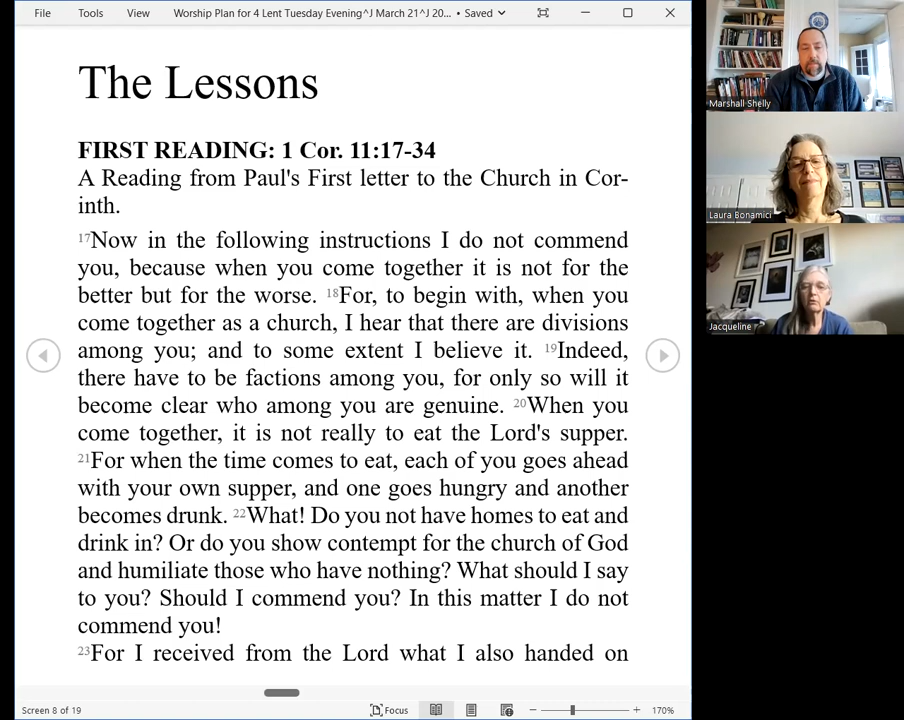 File Tools View Worship Plan for 4 Lent Tuesday Evening^J March 21^J 20... • Saved
The Lessons
FIRST READING: 1 Cor. 11:17-34
A Reading from Paul's First letter to the Church in Cor-
inth.
17Now in the following instructions I do not commend
you, because when you come together it is not for the
better but for the worse. 18For, to begin with, when you
come together as a church, I hear that there are divisions
among you; and to some extent I believe it. 19Indeed,
there have to be factions among you, for only so will it
become clear who among you are genuine. 20When you
come together, it is not really to eat the Lord's supper.
21For when the time comes to eat, each of you goes ahead
with your own supper, and one goes hungry and another
becomes drunk. 22What! Do you not have homes to eat and
drink in? Or do you show contempt for the church of God
and humiliate those who have nothing? What should I say
to you? Should I commend you? In this matter I do not
commend you!
23For I received from the Lord what I also handed on
Screen 8 of 19 Focus 170%
Marshall Shelly
Laura Bonamici
Jacqueline